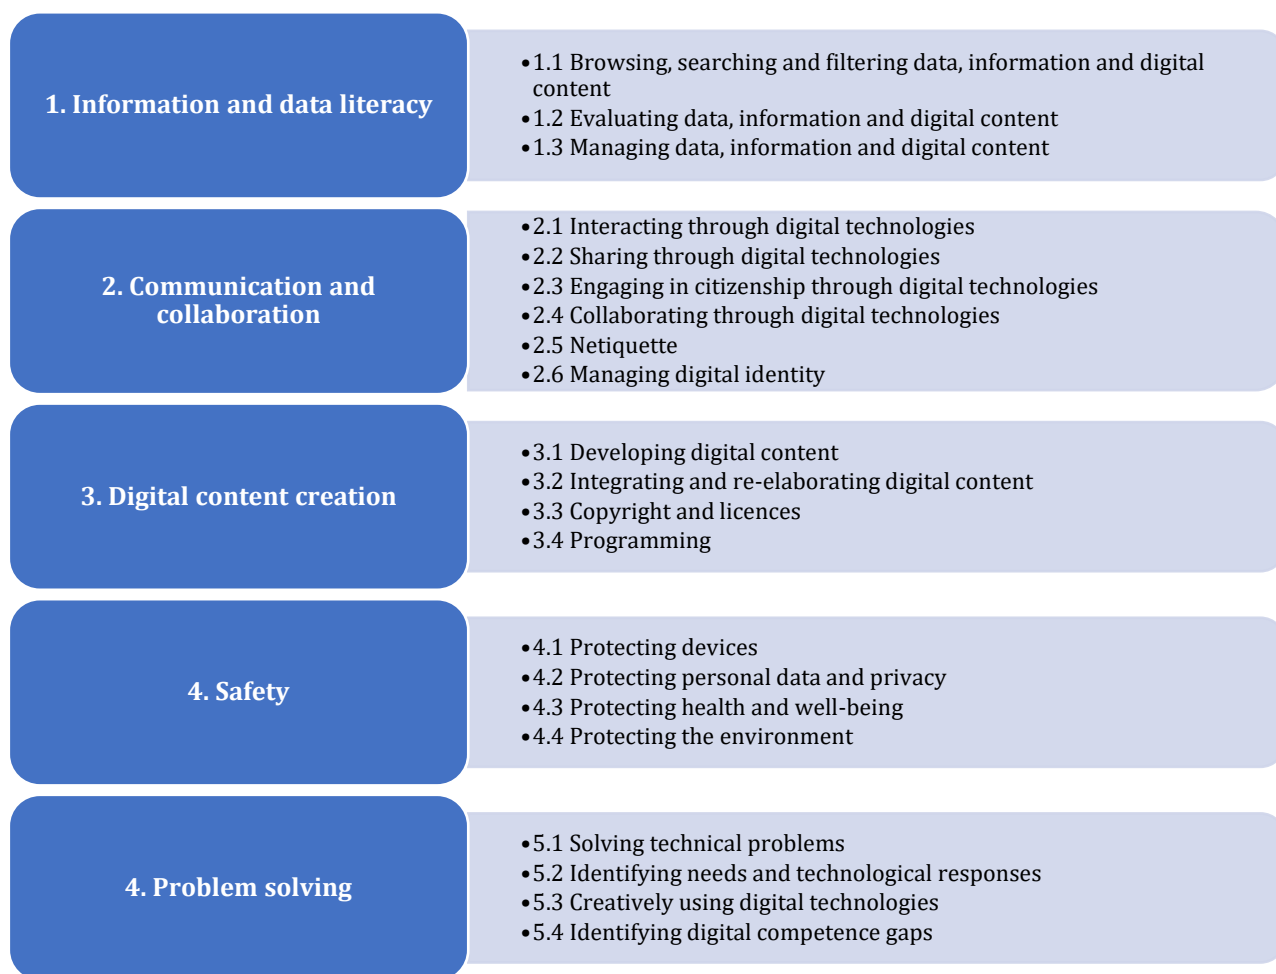 1. Information and data literacy
•1.1 Browsing, searching and filtering data, information and digital
content
•1.2 Evaluating data, information and digital content
•1.3 Managing data, information and digital content
2. Communication and
collaboration
•2.1 Interacting through digital technologies
•2.2 Sharing through digital technologies
•2.3 Engaging in citizenship through digital technologies
•2.4 Collaborating through digital technologies
•2.5 Netiquette
•2.6 Managing digital identity
3. Digital content creation
•3.1 Developing digital content
•3.2 Integrating and re-elaborating digital content
•3.3 Copyright and licences
•3.4 Programming
4. Safety
•4.1 Protecting devices
•4.2 Protecting personal data and privacy
•4.3 Protecting health and well-being
•4.4 Protecting the environment
4. Problem solving
•5.1 Solving technical problems
•5.2 Identifying needs and technological responses
•5.3 Creatively using digital technologies
•5.4 Identifying digital competence gaps